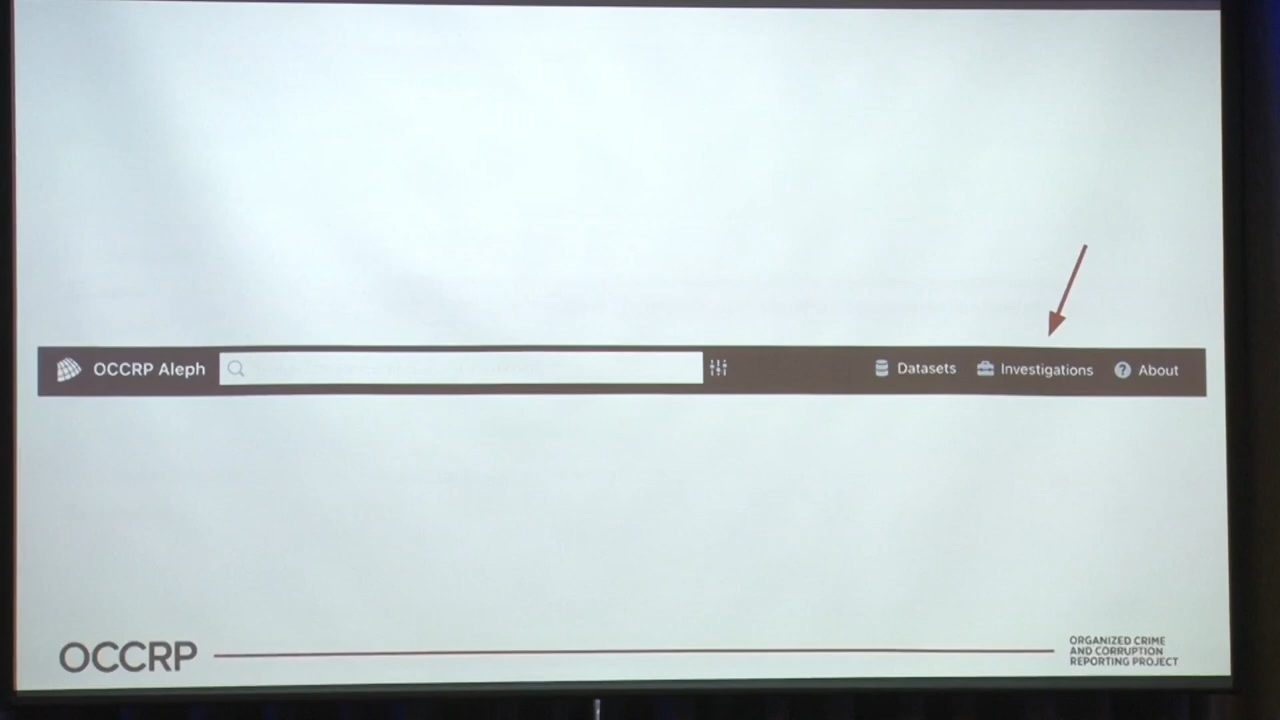 OCCRP Aleph
Datasets
Investigations
? About
OCCRP
ORGANIZED CRIME
AND CORRUPTION
REPORTING PROJECT